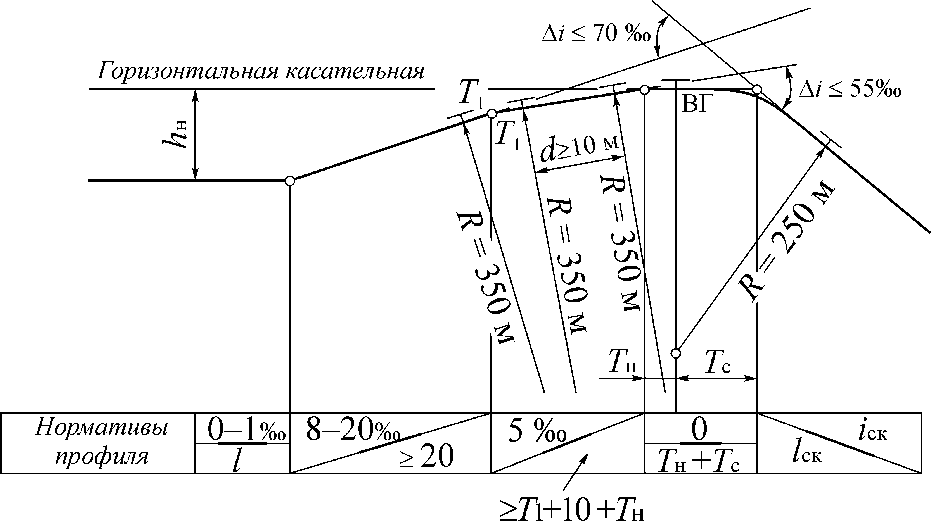 Δi ≤ 70 ‰
Горизонтальная касательная
Δi ≤ 55‰
T₁
ВГ
hн
T₁
d≥10 м
R = 350 м
R = 350 м
R = 350 м
R = 250 м
Tн
Tс
Нормативы
профиля
0–1‰
l
8–20‰
≥ 20
5 ‰
0
Tн +Tс
iск
lск
≥T1+10 +Tн